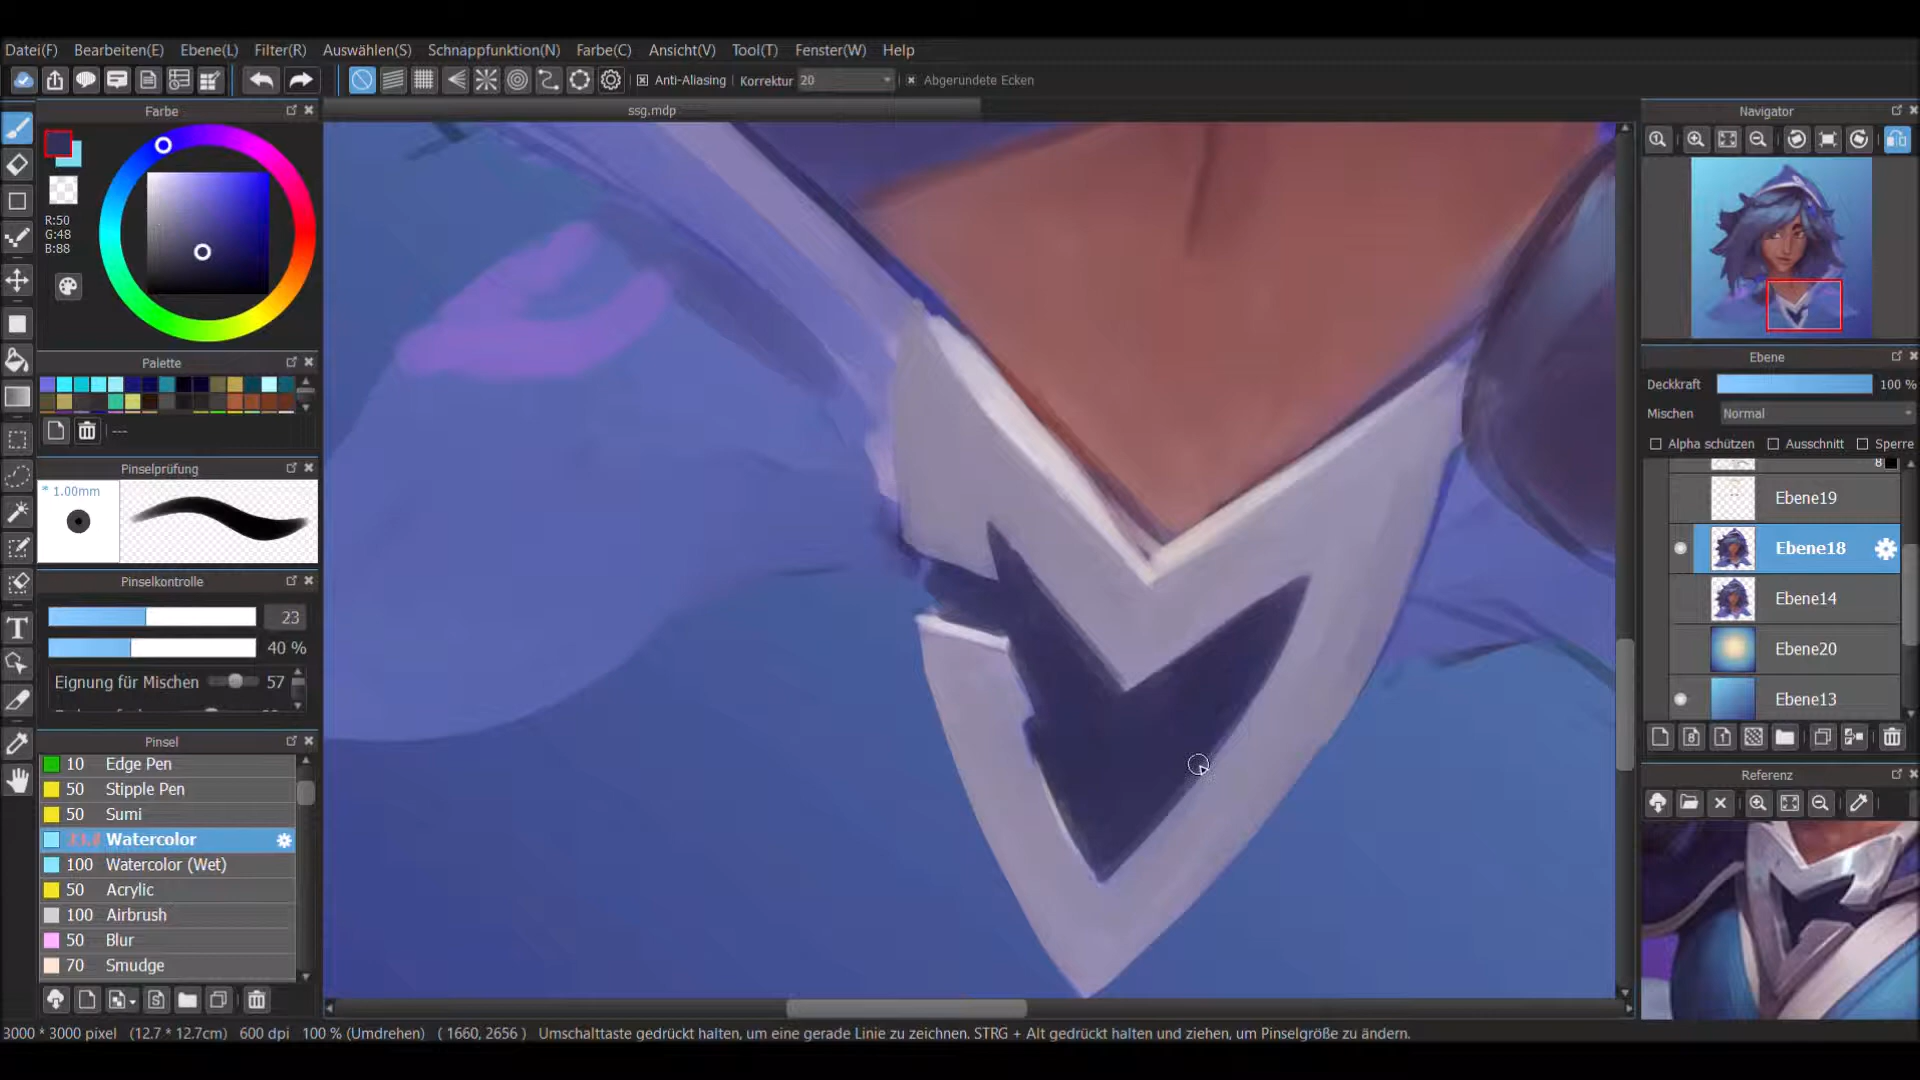 Datei(F) Bearbeiten(E) Ebene(L) Filter(R) Auswählen(S) Schnappfunktion(N) Farbe(C) Ansicht(V) Tool(T) Fenster(W) Help
Anti-Aliasing Korrektur 20 Abgerundete Ecken
ssg.mdp
Farbe
R:50
G:48
B:88
Palette
---
Pinselprüfung
* 1.00mm
Pinselkontrolle
23
40 %
Eignung für Mischen 57
Pinsel
10 Edge Pen
50 Stipple Pen
50 Sumi
Watercolor
100 Watercolor (Wet)
50 Acrylic
100 Airbrush
50 Blur
70 Smudge
Navigator
Ebene
Deckkraft 100 %
Mischen Normal
Alpha schützen Ausschnitt Sperre
8
Ebene19
Ebene18
Ebene14
Ebene20
Ebene13
Referenz
3000 * 3000 pixel (12.7 * 12.7cm) 600 dpi 100 % (Umdrehen) ( 1660, 2656 ) Umschalttaste gedrückt halten, um eine gerade Linie zu zeichnen. STRG + Alt gedrückt halten und ziehen, um Pinselgröße zu ändern.